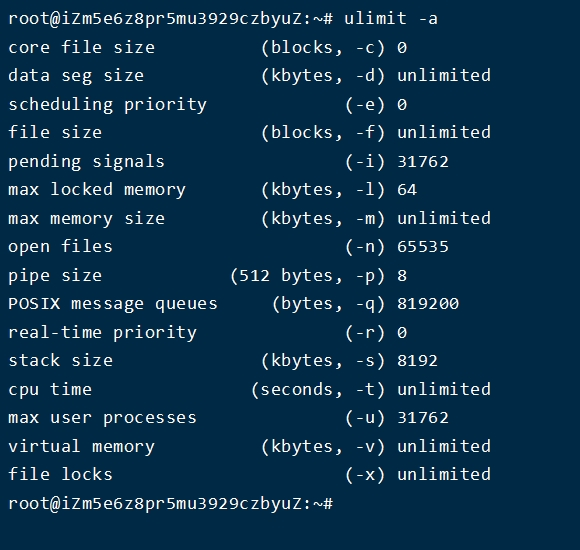 root@iZm5e6z8pr5mu3929czbyuZ:~# ulimit -a
core file size          (blocks, -c) 0
data seg size           (kbytes, -d) unlimited
scheduling priority             (-e) 0
file size               (blocks, -f) unlimited
pending signals                 (-i) 31762
max locked memory       (kbytes, -l) 64
max memory size         (kbytes, -m) unlimited
open files                      (-n) 65535
pipe size            (512 bytes, -p) 8
POSIX message queues     (bytes, -q) 819200
real-time priority              (-r) 0
stack size              (kbytes, -s) 8192
cpu time               (seconds, -t) unlimited
max user processes              (-u) 31762
virtual memory          (kbytes, -v) unlimited
file locks                      (-x) unlimited
root@iZm5e6z8pr5mu3929czbyuZ:~#